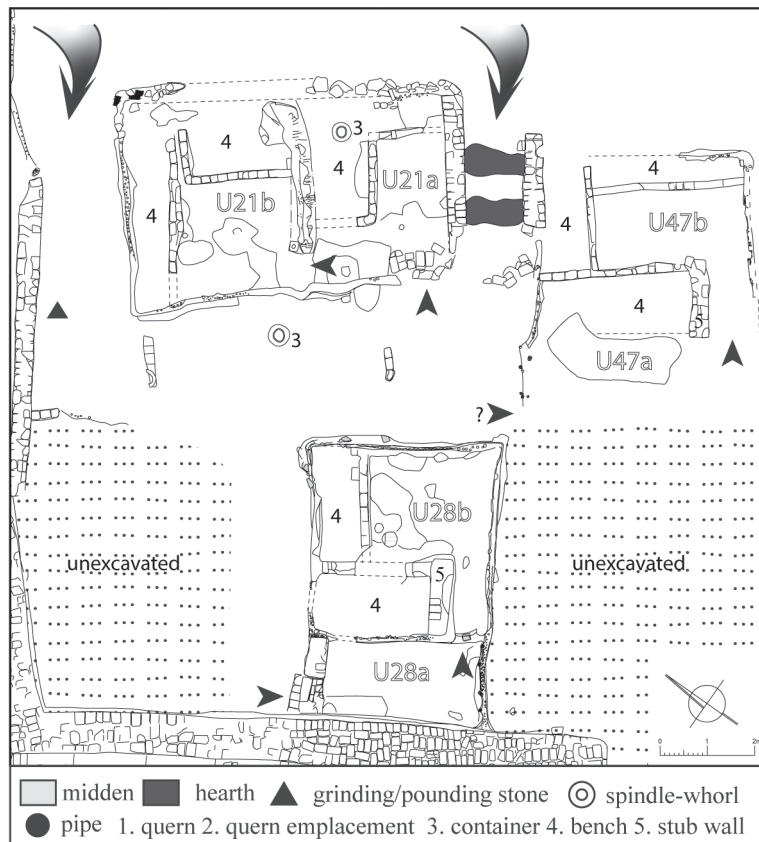 3
4
4
4
4
U21a
U21b
U47b
4
4
5
3
U47a
?
4
U28b
unexcavated
unexcavated
5
4
U28a
0 1 2m
midden hearth grinding/pounding stone spindle-whorl
pipe 1. quern 2. quern emplacement 3. container 4. bench 5. stub wall